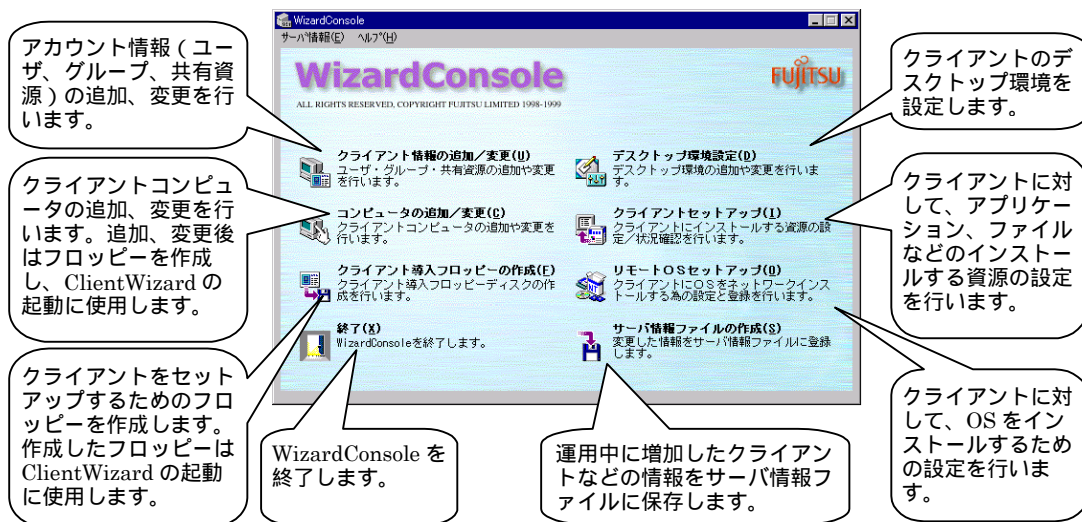 WizardConsole
サーバ情報(E) ヘルプ(H)
WizardConsole
FUJITSU
ALL RIGHTS RESERVED, COPYRIGHT FUJITSU LIMITED 1998-1999
クライアント情報の追加／変更(U)
ユーザ・グループ・共有資源の追加や変更
を行います。
コンピュータの追加／変更(C)
クライアントコンピュータの追加や変更を
行います。
クライアント導入フロッピーの作成(F)
クライアント導入フロッピーディスクの作
成を行います。
終了(X)
WizardConsoleを終了します。
デスクトップ環境設定(D)
デスクトップ環境の追加や変更を行いま
す。
クライアントセットアップ(I)
クライアントにインストールする資源の設
定／状況確認を行います。
リモートＯＳセットアップ(O)
クライアントにＯＳをネットワークインス
トールする為の設定と登録を行います。
サーバ情報ファイルの作成(S)
変更した情報をサーバ情報ファイルに登録
します。
アカウント情報（ユー
ザ、グループ、共有資
源）の追加、変更を行
います。
クライアントコンピュ
ータの追加、変更を行
います。追加、変更後
はフロッピーを作成
し、ClientWizard の
起動に使用します。
クライアントをセット
アップするためのフロ
ッピーを作成します。
作成したフロッピーは
ClientWizard の起動
に使用します。
WizardConsole を
終了します。
運用中に増加したクライアン
トなどの情報をサーバ情報フ
ァイルに保存します。
クライアントのデ
スクトップ環境を
設定します。
クライアントに対
して、アプリケー
ション、ファイル
などのインストー
ルする資源の設定
を行います。
クライアントに対
して、OS をイン
ストールするため
の設定を行いま
す。